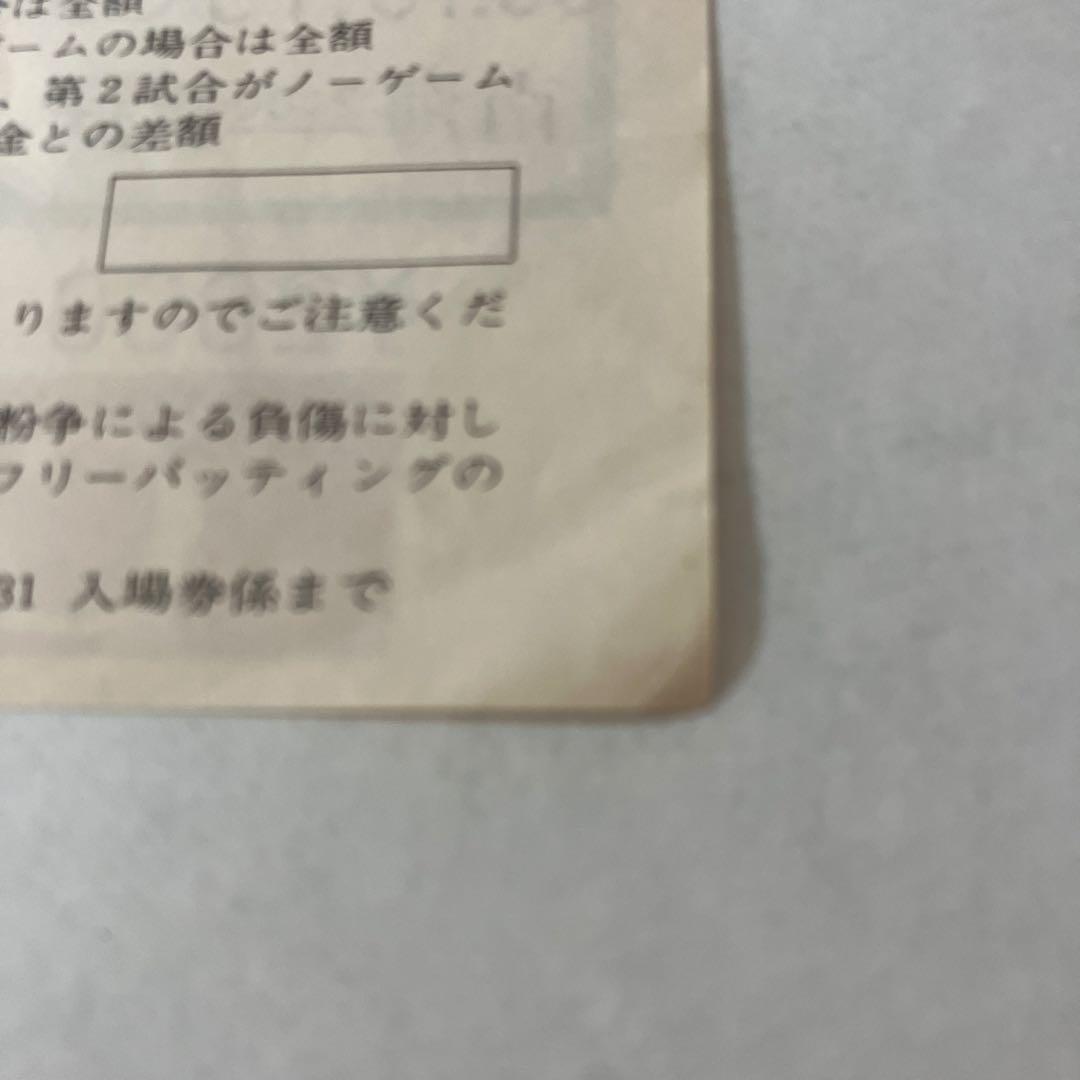 は全額
ームの場合は全額
、第2試合がノーゲーム
金との差額
りますのでご注意くだ
紛争による負傷に対し
フリーバッティングの
31 入場券係まで